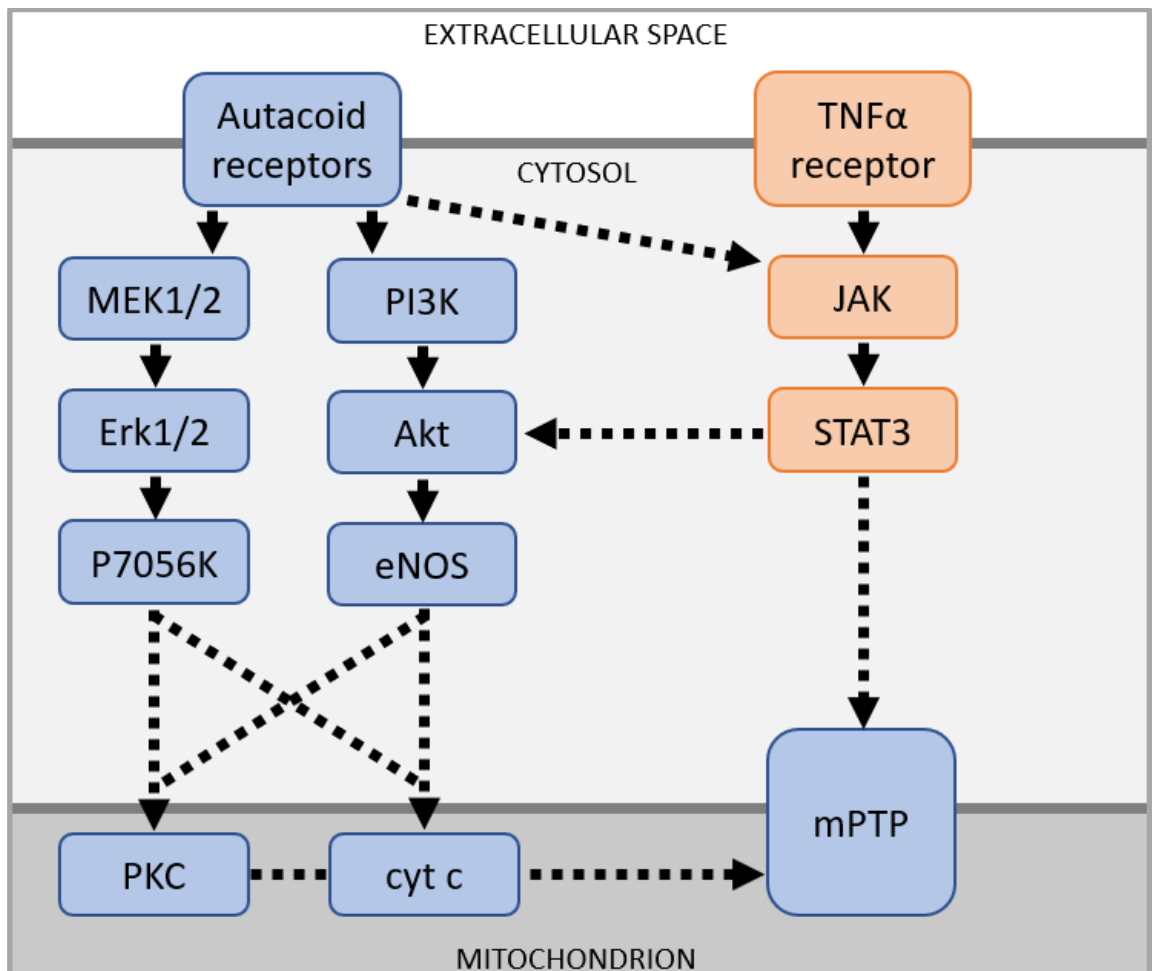 EXTRACELLULAR SPACE
Autacoid
receptors
TNFα
receptor
CYTOSOL
MEK1/2
PI3K
JAK
Erk1/2
Akt
STAT3
P7056K
eNOS
mPTP
PKC
cyt c
MITOCHONDRION